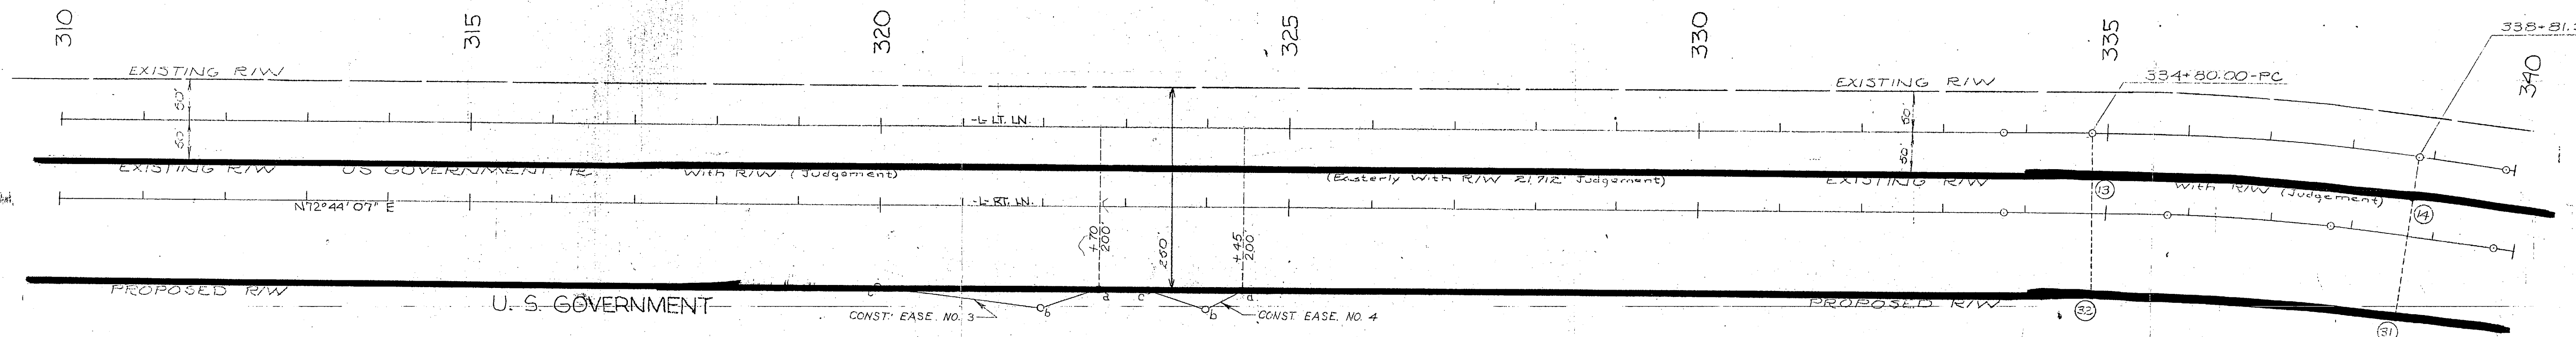 310
315
320
325
330
335
340
338+81.
334+80.00-PC
EXISTING R/W
EXISTING R/W
50'
50'
50'
50'
-L- LT. LN.
EXISTING R/W
US GOVERNMENT
With R/W (Judgement)
(Easterly With R/W 21,712' Judgement)
EXISTING R/W
With R/W (Judgement)
13
14
N72°44'07" E
-L- RT. LN.
+70
200'
250'
+45
200'
PROPOSED R/W
U. S. GOVERNMENT
c
b
a
c
b
a
CONST. EASE. NO. 3
CONST. EASE. NO. 4
PROPOSED R/W
32
31